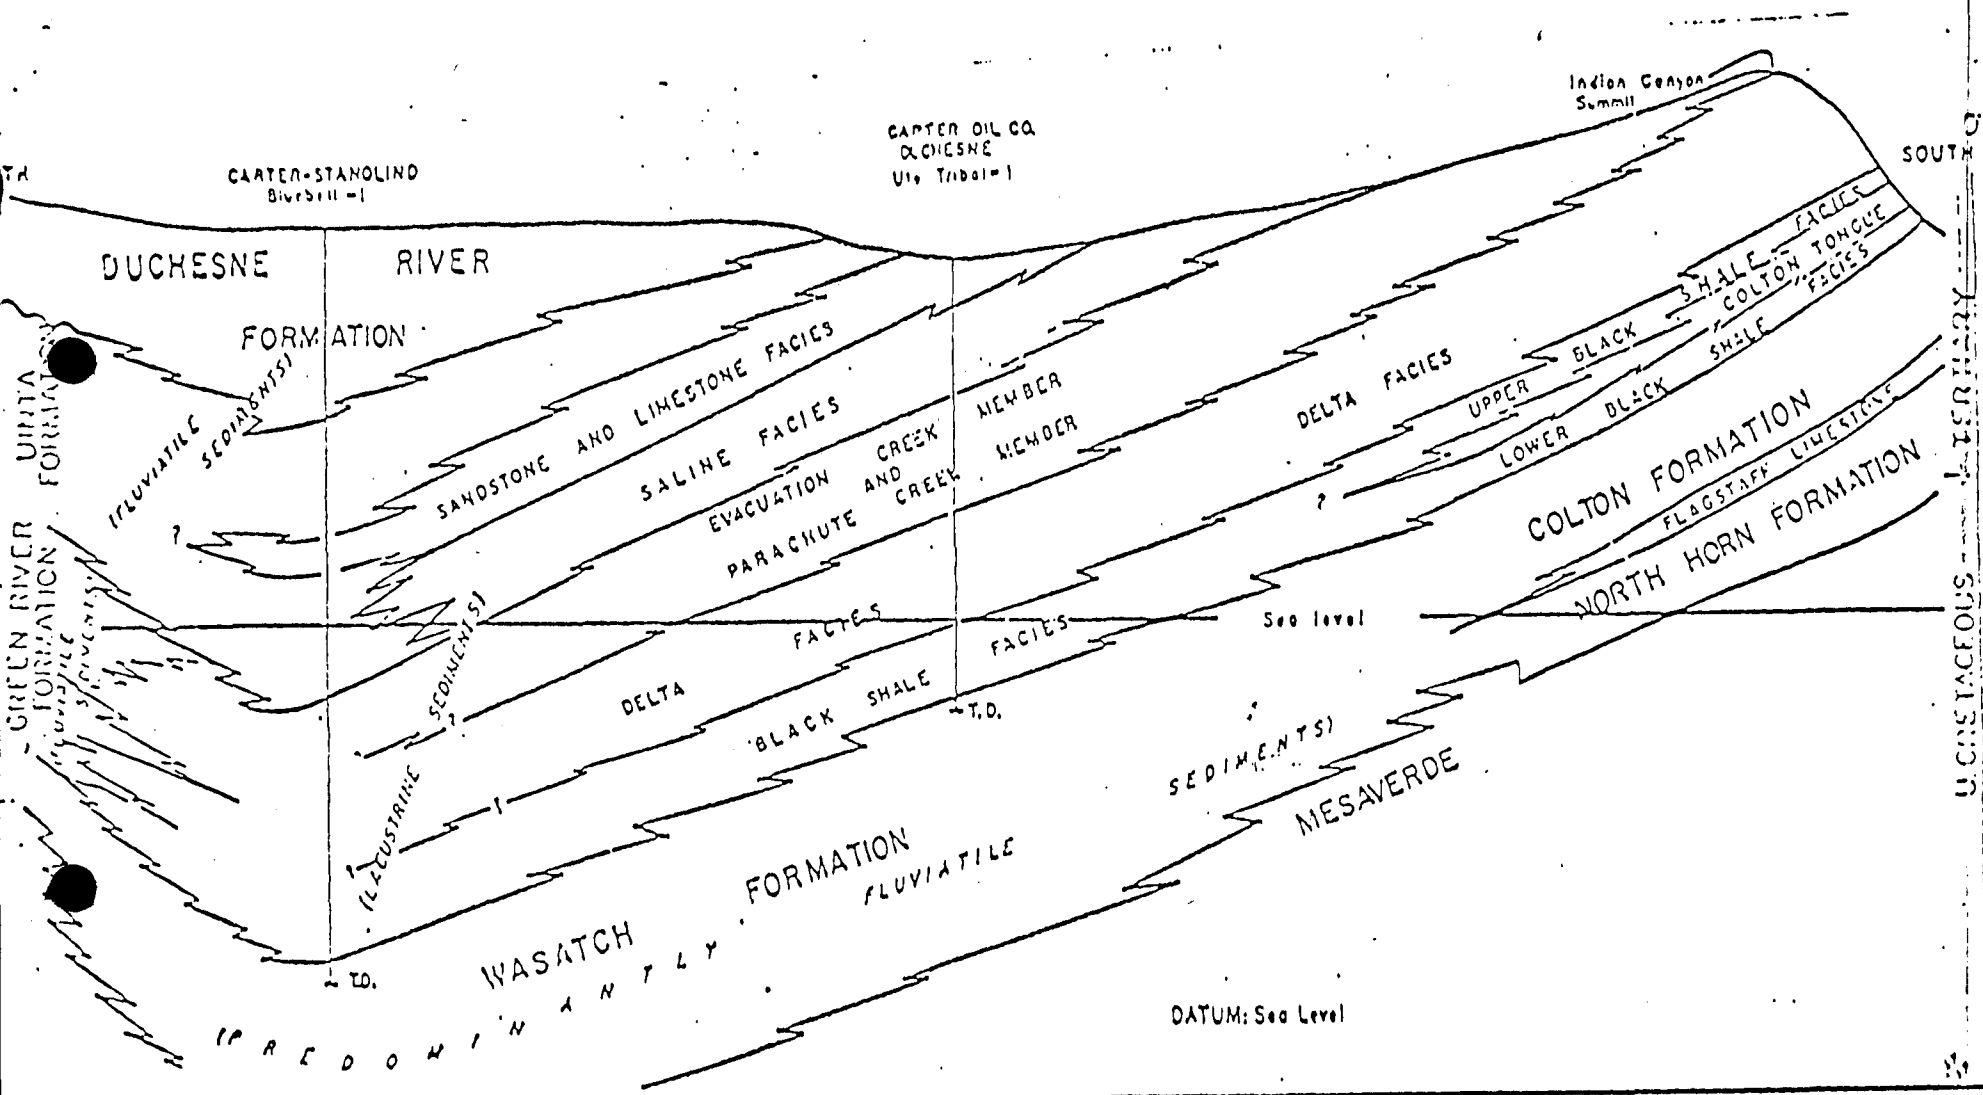 Indian Canyon
Summit
CARTER OIL CO.
DUCHESNE
Ute Tribal-1
CARTER-STANOLIND
Bluebell-1
TH
SOUTH
DUCHESNE RIVER
FORMATION
UINTA
FORMATION
(FLUVIATILE
SEDIMENTS)
SANDSTONE AND LIMESTONE FACIES
SALINE FACIES
EVACUATION CREEK MEMBER
AND
PARACHUTE CREEK MEMBER
DELTA FACIES
UPPER BLACK SHALE FACIES
COLTON TONGUE
LOWER BLACK SHALE FACIES
COLTON FORMATION
FLAGSTAFF LIMESTONE
NORTH HORN FORMATION
TERTIARY
U. CRETACEOUS
?
?
GREEN RIVER
FORMATION
SEDIMENTS)
(LACUSTRINE
?
Sea level
DELTA FACIES
BLACK SHALE FACIES
T.D.
T.D.
WASATCH FORMATION
(PREDOMINANTLY FLUVIATILE SEDIMENTS)
MESAVERDE
DATUM: Sea Level